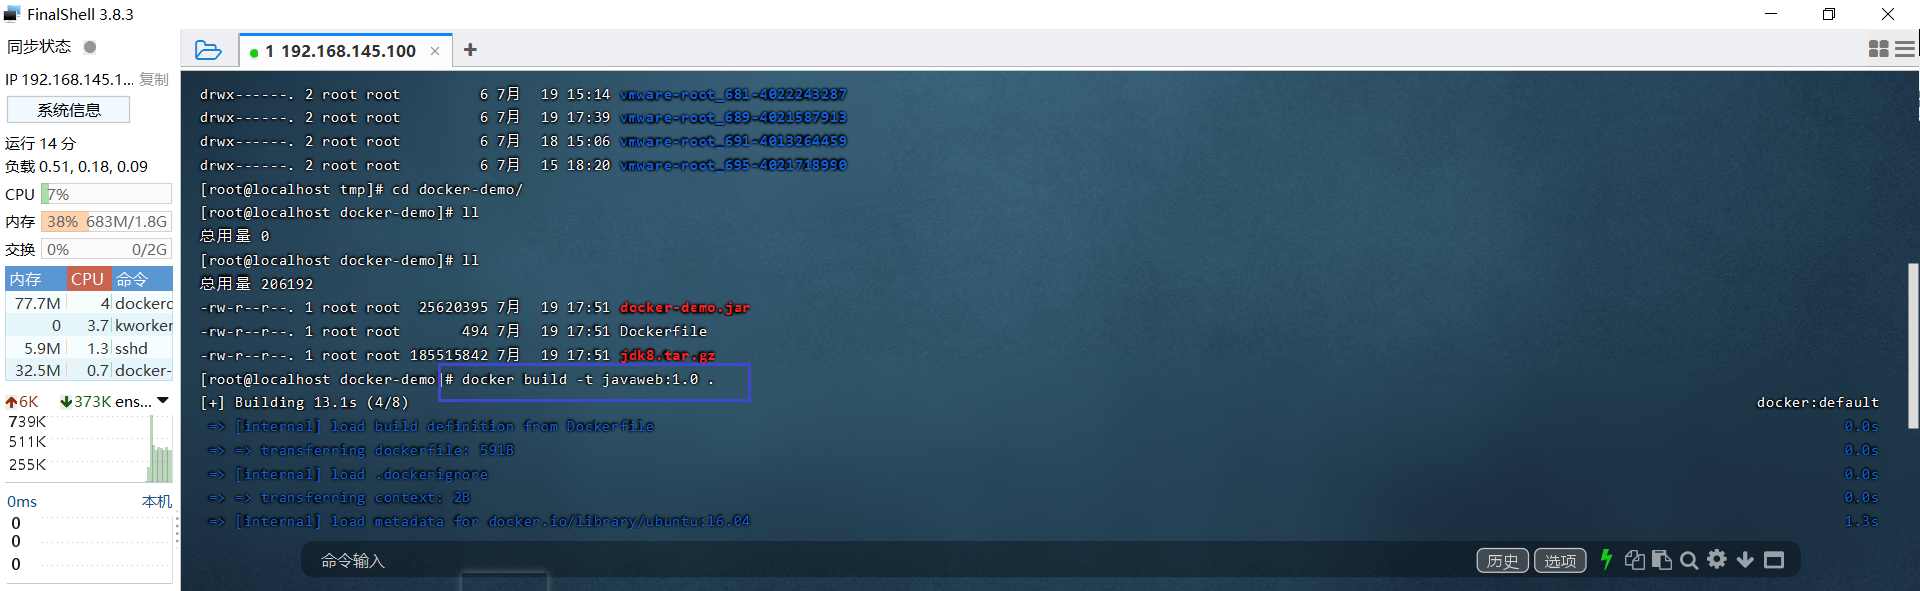 FinalShell 3.8.3
同步状态
IP 192.168.145.1... 复制
系统信息
运行 14 分
负载 0.51, 0.18, 0.09
CPU 7%
内存 38% 683M/1.8G
交换 0% 0/2G
内存 CPU 命令
77.7M 4 dockerd
0 3.7 kworker
5.9M 1.3 sshd
32.5M 0.7 docker-
6K 373K ens...
739K
511K
255K
0ms 本机
0
0
0
1 192.168.145.100
drwx------. 2 root root 6 7月 19 15:14 vmware-root_681-4022243287
drwx------. 2 root root 6 7月 19 17:39 vmware-root_689-4021587913
drwx------. 2 root root 6 7月 18 15:06 vmware-root_691-4013264459
drwx------. 2 root root 6 7月 15 18:20 vmware-root_695-4021718990
[root@localhost tmp]# cd docker-demo/
[root@localhost docker-demo]# ll
总用量 0
[root@localhost docker-demo]# ll
总用量 206192
-rw-r--r--. 1 root root 25620395 7月 19 17:51 docker-demo.jar
-rw-r--r--. 1 root root 494 7月 19 17:51 Dockerfile
-rw-r--r--. 1 root root 185515842 7月 19 17:51 jdk8.tar.gz
[root@localhost docker-demo]# docker build -t javaweb:1.0 .
[+] Building 13.1s (4/8) docker:default
=> [internal] load build definition from Dockerfile 0.0s
=> => transferring dockerfile: 591B 0.0s
=> [internal] load .dockerignore 0.0s
=> => transferring context: 2B 0.0s
=> [internal] load metadata for docker.io/library/ubuntu:16.04 1.3s
命令输入 历史 选项